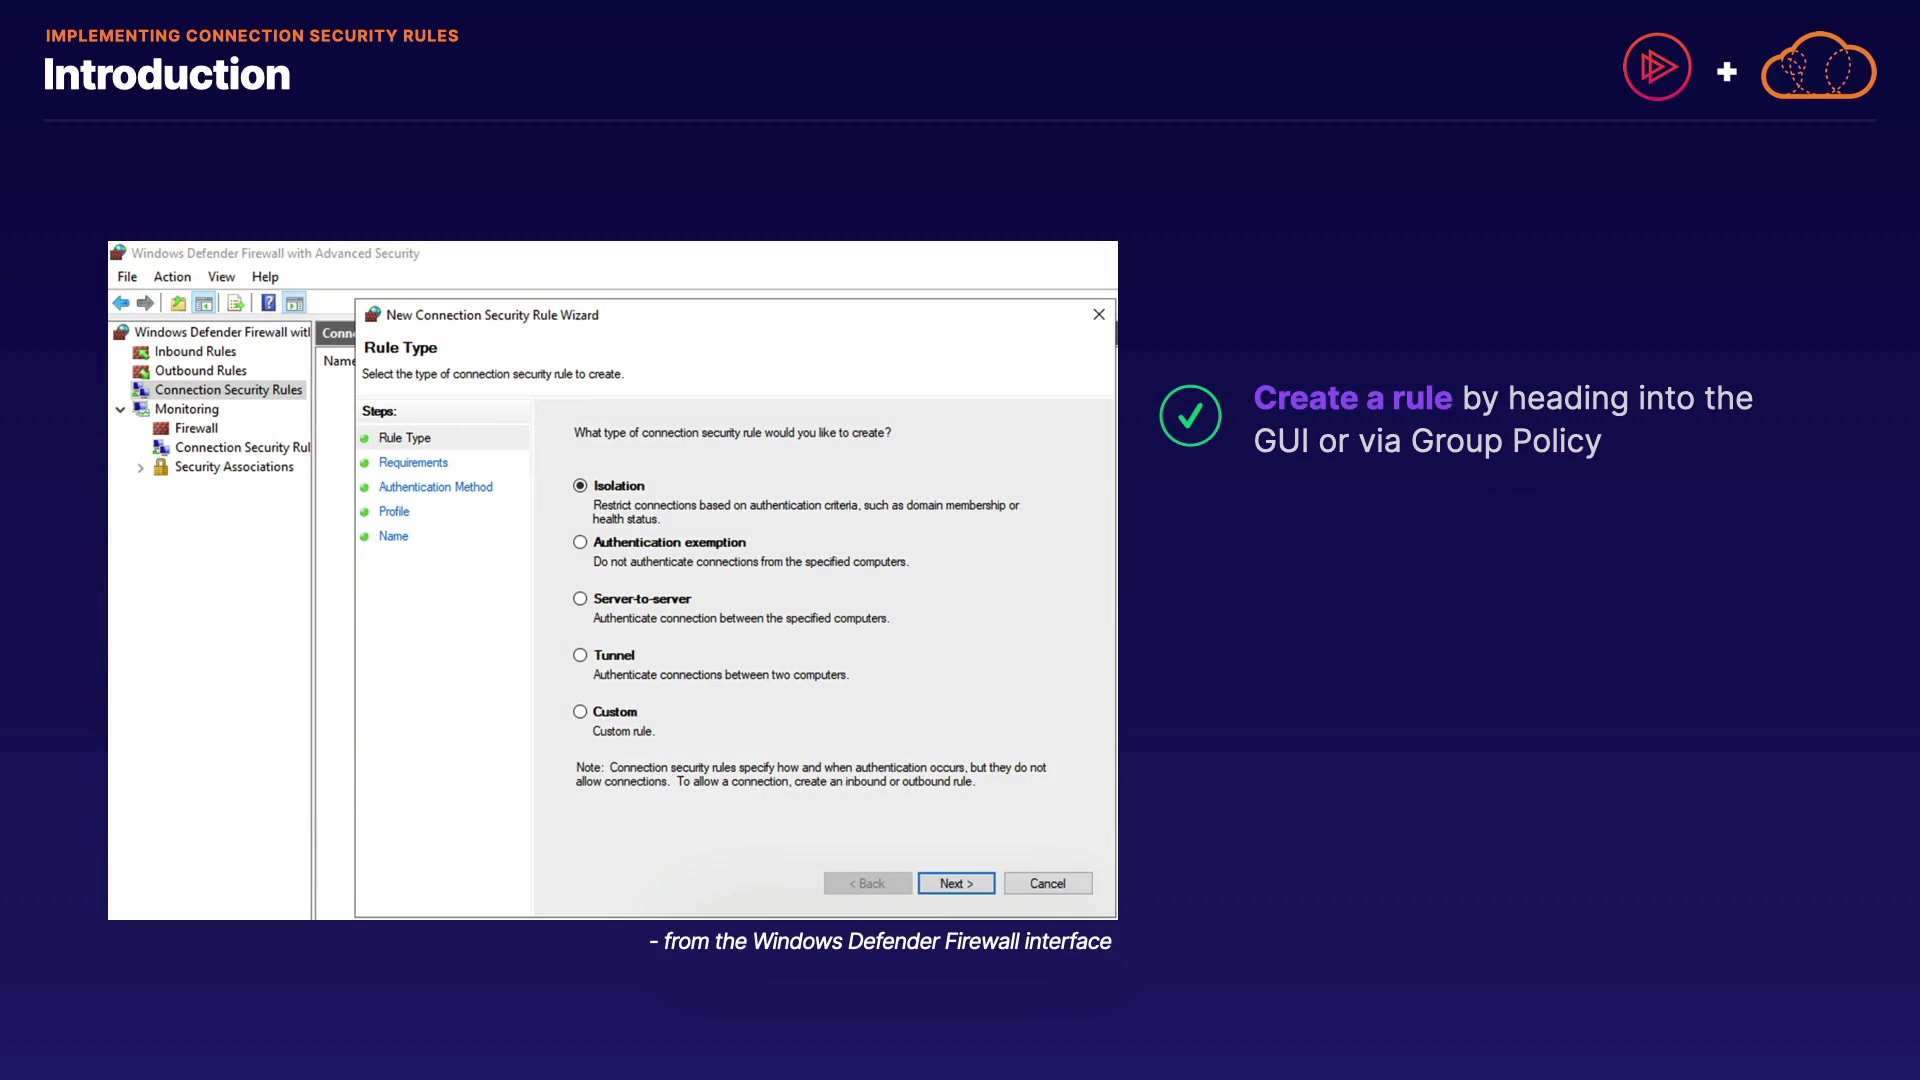 IMPLEMENTING CONNECTION SECURITY RULES
Introduction
Windows Defender Firewall with Advanced Security
File Action View Help
Windows Defender Firewall wit
Inbound Rules
Outbound Rules
Connection Security Rules
Monitoring
Firewall
Connection Security Rul
Security Associations
Conn
Name
New Connection Security Rule Wizard
Rule Type
Select the type of connection security rule to create.
Steps:
Rule Type
Requirements
Authentication Method
Profile
Name
What type of connection security rule would you like to create?
Isolation
Restrict connections based on authentication criteria, such as domain membership or
health status.
Authentication exemption
Do not authenticate connections from the specified computers.
Server-to-server
Authenticate connection between the specified computers.
Tunnel
Authenticate connections between two computers.
Custom
Custom rule.
Note: Connection security rules specify how and when authentication occurs, but they do not
allow connections. To allow a connection, create an inbound or outbound rule.
< Back Next > Cancel
- from the Windows Defender Firewall interface
Create a rule by heading into the
GUI or via Group Policy